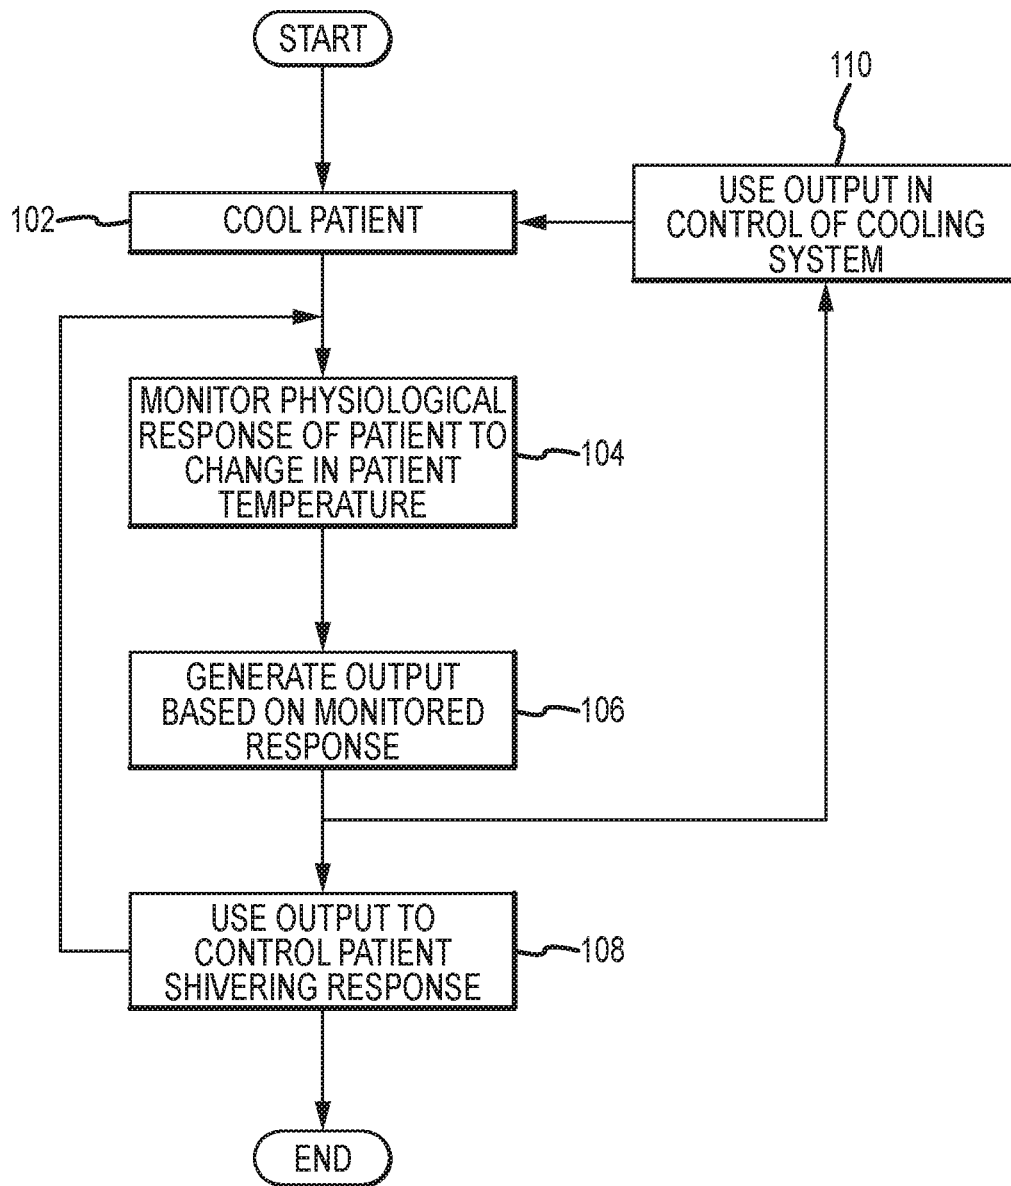 START
110
USE OUTPUT IN
CONTROL OF COOLING
SYSTEM
102
COOL PATIENT
MONITOR PHYSIOLOGICAL
RESPONSE OF PATIENT TO
CHANGE IN PATIENT
TEMPERATURE
104
GENERATE OUTPUT
BASED ON MONITORED
RESPONSE
106
USE OUTPUT TO
CONTROL PATIENT
SHIVERING RESPONSE
108
END